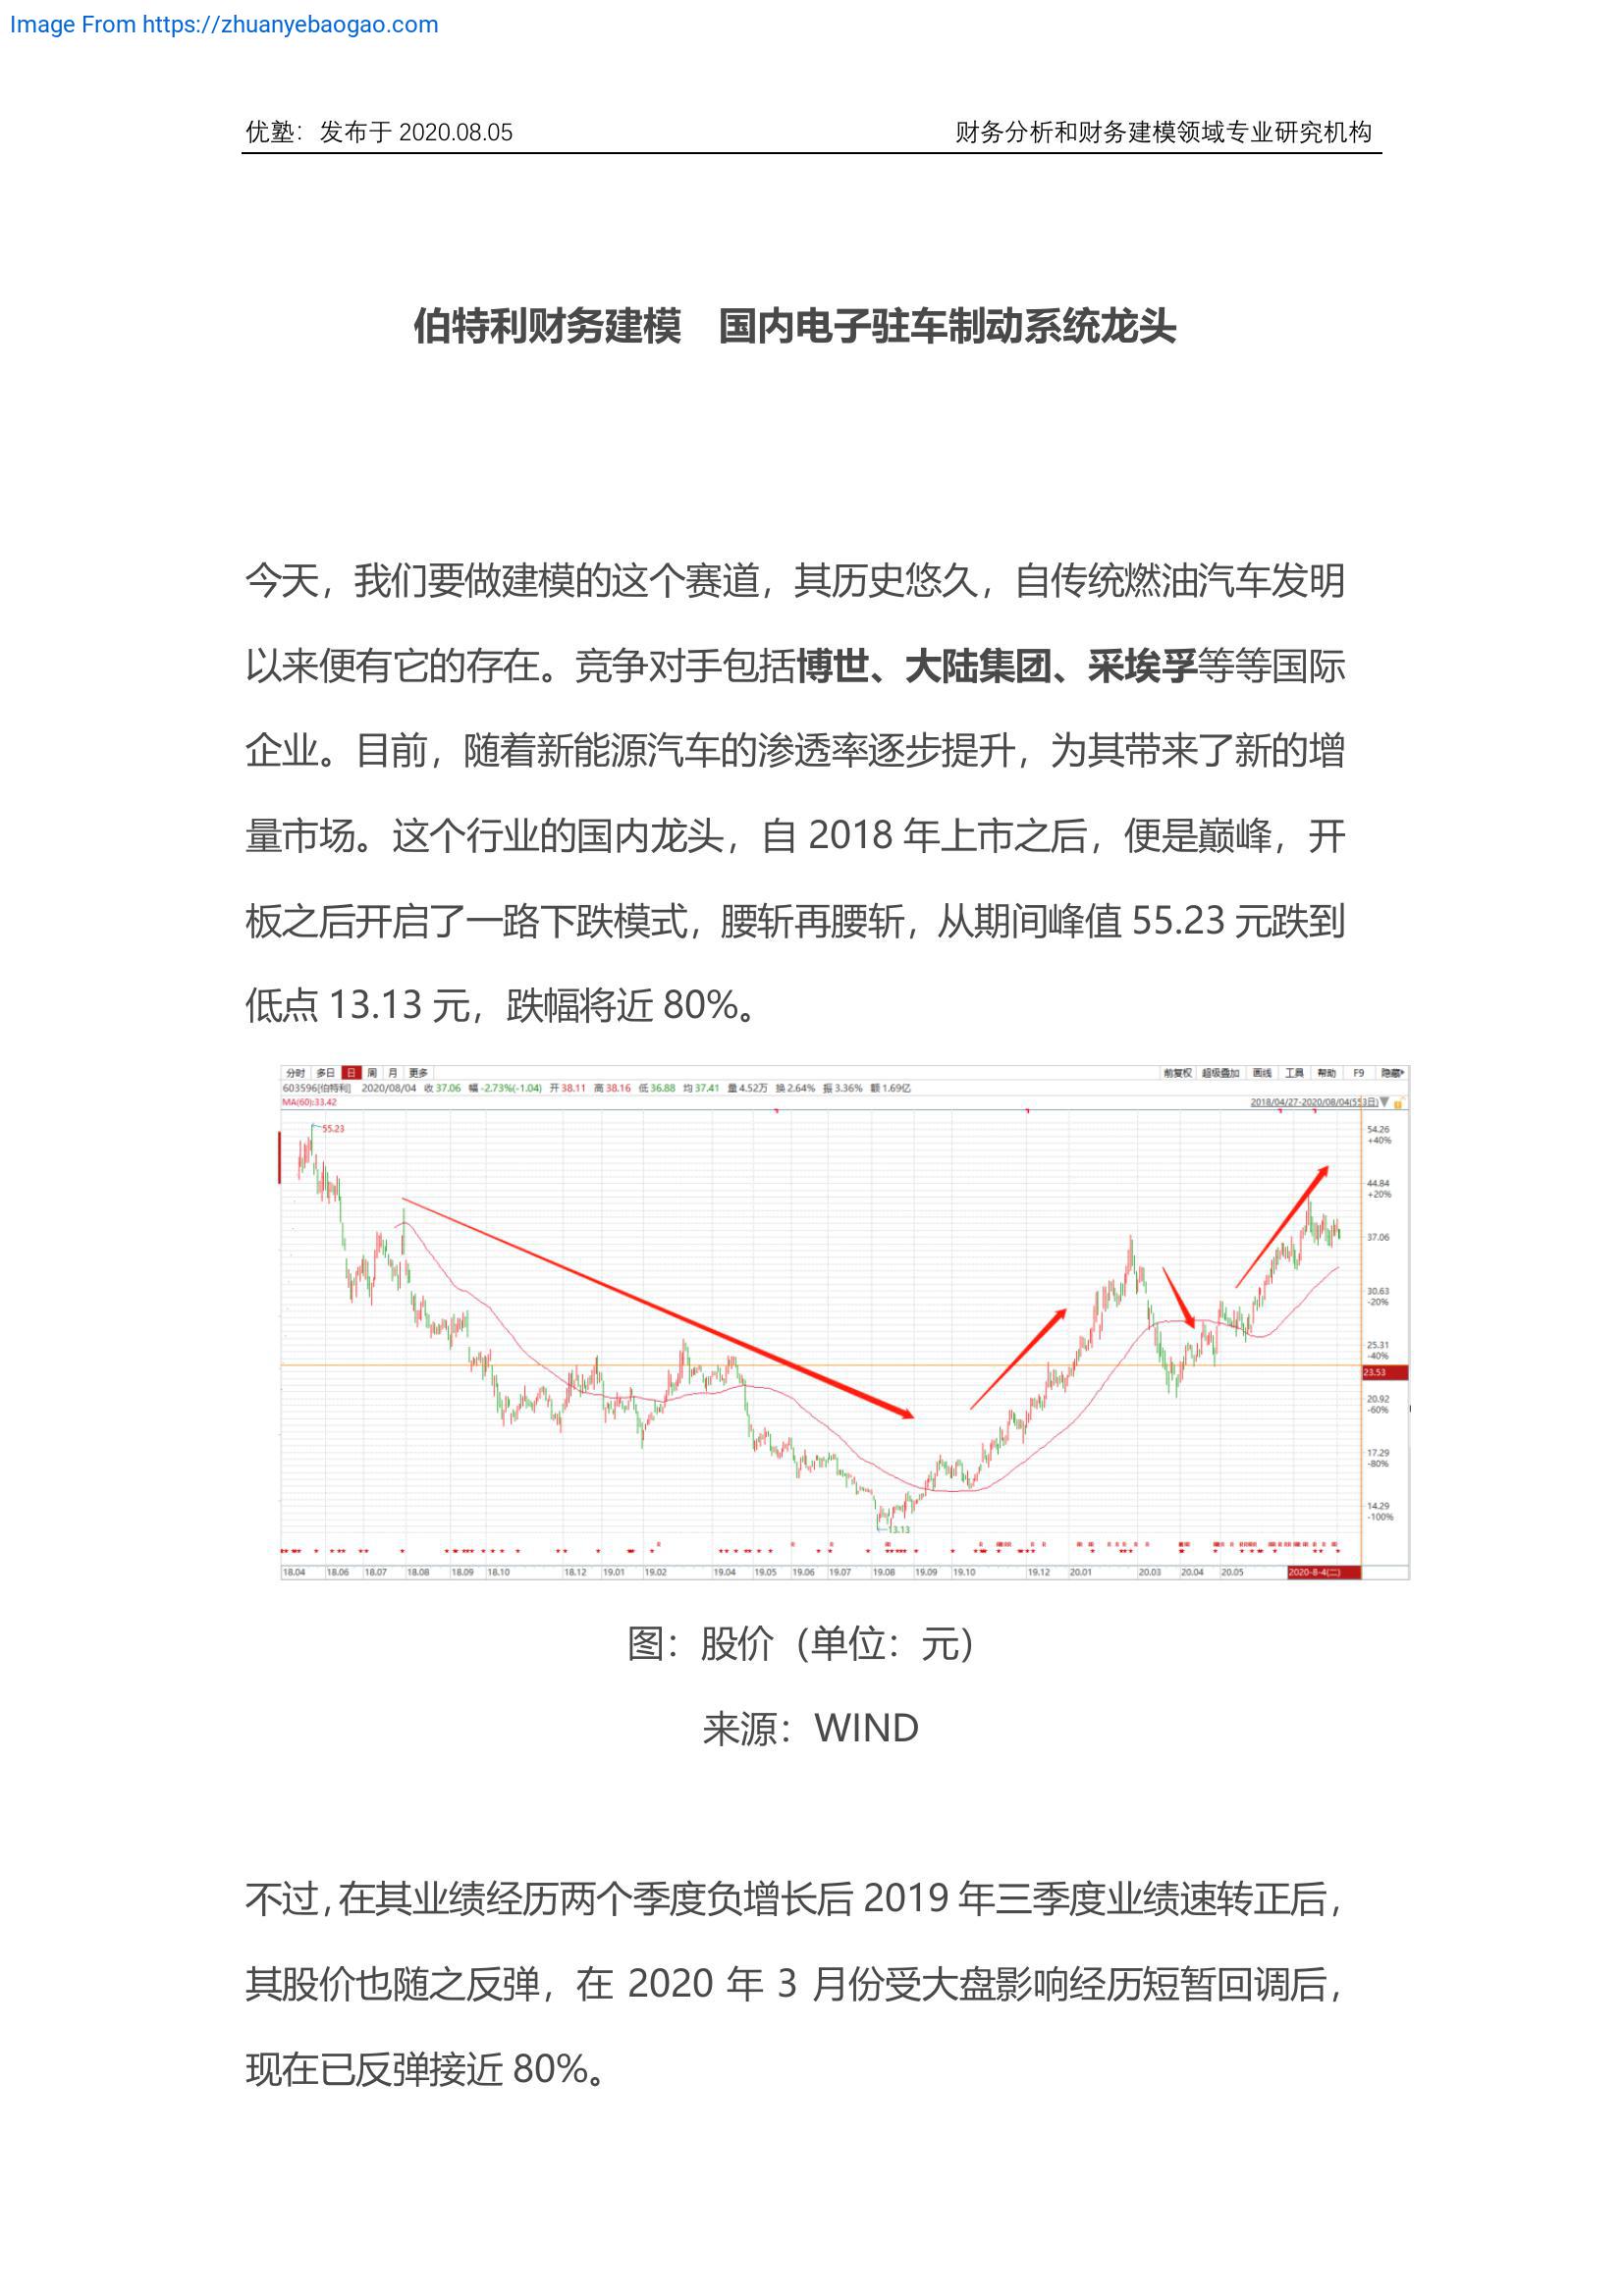 Image From https://zhuanyebaogao.com
优塾：发布于 2020.08.05 财务分析和财务建模领域专业研究机构
伯特利财务建模 国内电子驻车制动系统龙头
今天，我们要做建模的这个赛道，其历史悠久，自传统燃油汽车发明
以来便有它的存在。竞争对手包括博世、大陆集团、采埃孚等等国际
企业。目前，随着新能源汽车的渗透率逐步提升，为其带来了新的增
量市场。这个行业的国内龙头，自 2018 年上市之后，便是巅峰，开
板之后开启了一路下跌模式，腰斩再腰斩，从期间峰值 55.23 元跌到
低点 13.13 元，跌幅将近 80%。
分时 多日 日 周 月 更多 前复权 超级叠加 画线 工具 帮助 F9 隐藏
603596[伯特利] 2020/08/04 收 37.06 幅 -2.73%(-1.04) 开 38.11 高 38.16 低 36.88 均 37.41 量 4.52万 换 2.64% 振 3.36% 额 1.69亿
MA(60):33.42 2018/04/27-2020/08/04(553日)
55.23
54.26
+40%
44.84
+20%
37.06
30.63
-20%
25.31
-40%
23.53
20.92
-60%
17.29
-80%
14.29
-100%
13.13
18.04 18.06 18.07 18.08 18.09 18.10 18.12 19.01 19.02 19.04 19.05 19.06 19.07 19.08 19.09 19.10 19.12 20.01 20.03 20.04 20.05 2020-8-4(二)
图：股价（单位：元）
来源：WIND
不过，在其业绩经历两个季度负增长后 2019 年三季度业绩速转正后，
其股价也随之反弹，在 2020 年 3 月份受大盘影响经历短暂回调后，
现在已反弹接近 80%。